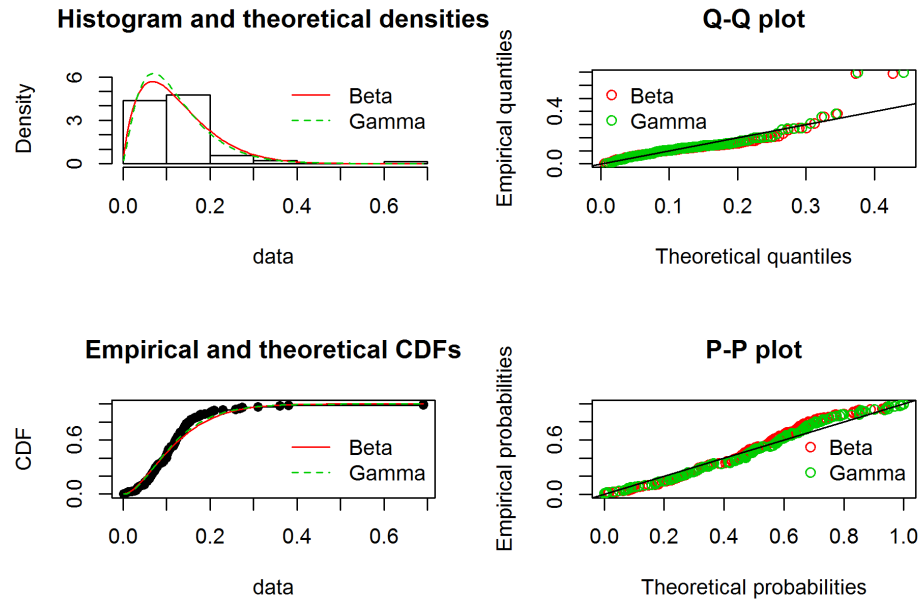 Histogram and theoretical densities
Density
6
3
0
Beta
Gamma
0.0 0.2 0.4 0.6
data
Q-Q plot
Empirical quantiles
0.4
0.0
Beta
Gamma
0.0 0.1 0.2 0.3 0.4
Theoretical quantiles
Empirical and theoretical CDFs
CDF
0.6
0.0
Beta
Gamma
0.0 0.2 0.4 0.6
data
P-P plot
Empirical probabilities
0.6
0.0
Beta
Gamma
0.0 0.2 0.4 0.6 0.8 1.0
Theoretical probabilities